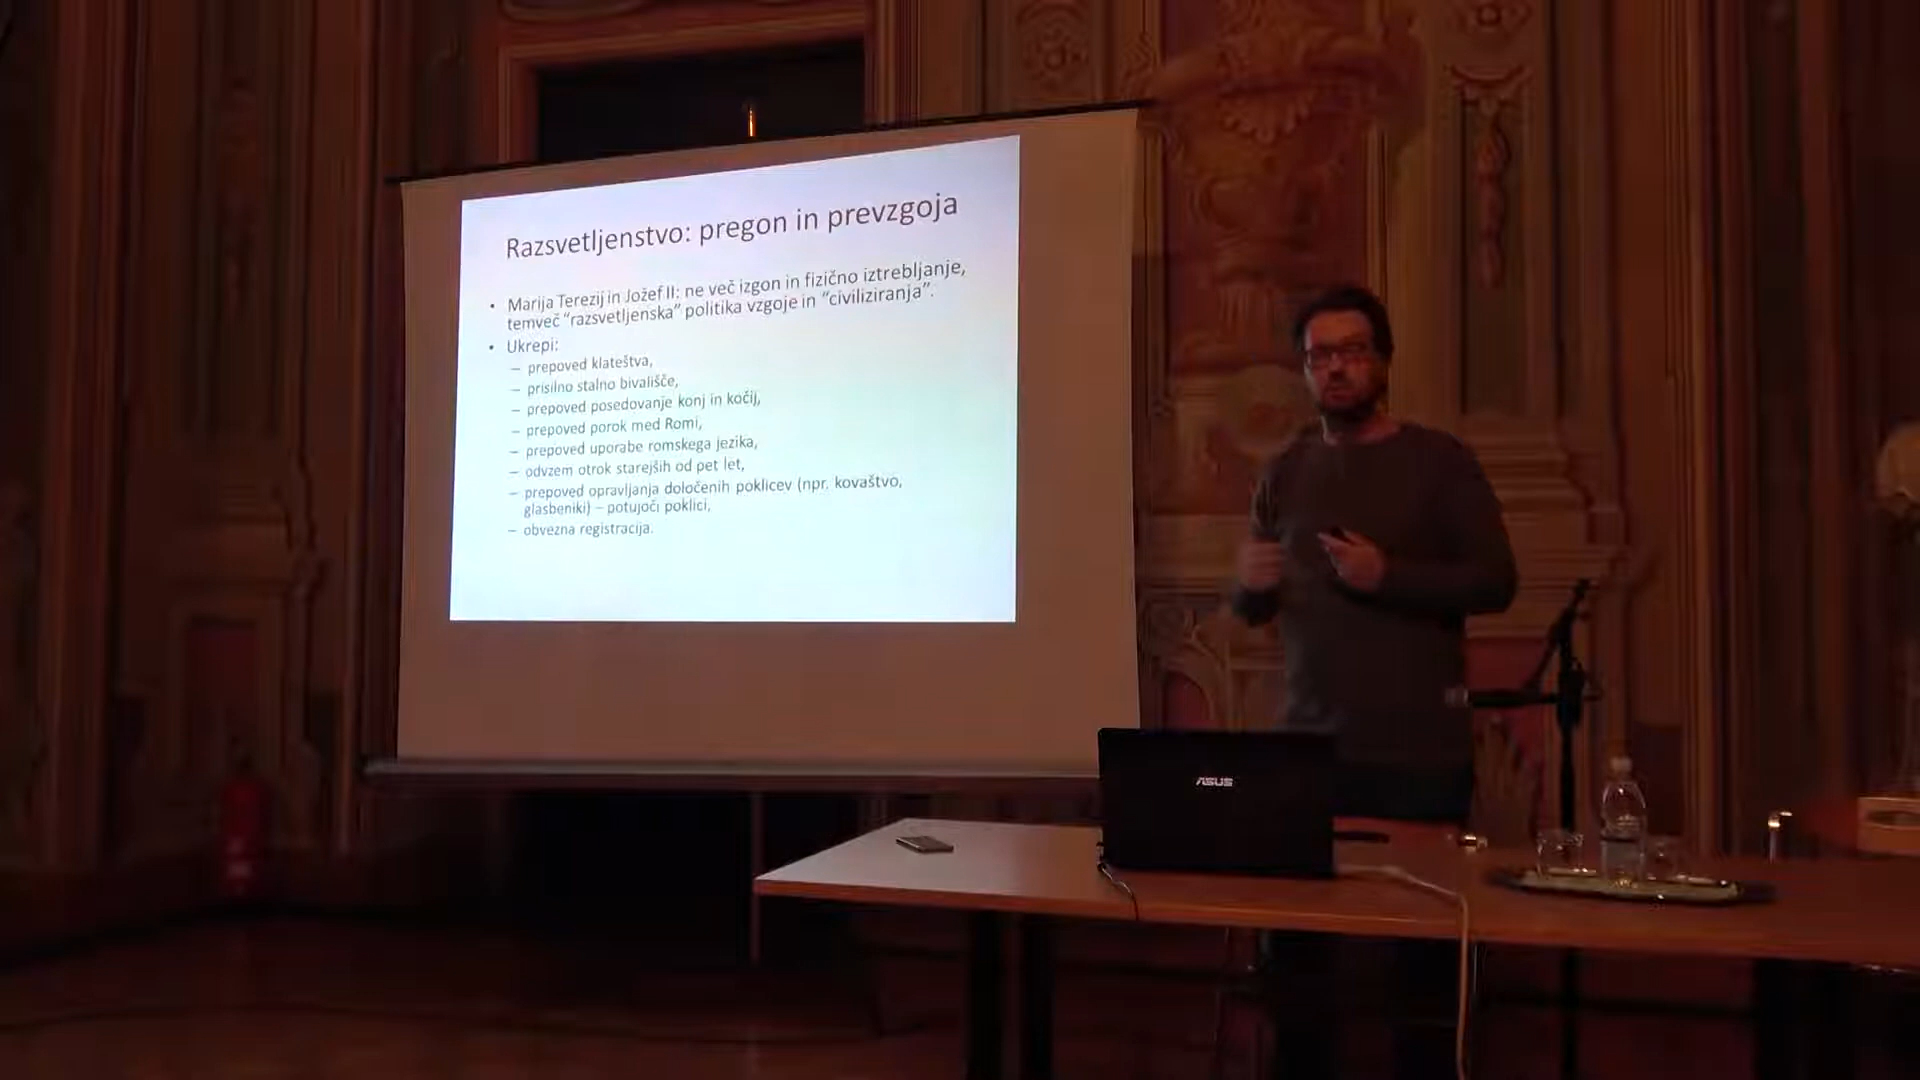 Razsvetljenstvo: pregon in prevzgoja
• Marija Terezij in Jožef II: ne več izgon in fizično iztrebljanje,
temveč “razsvetljenska” politika vzgoje in “civiliziranja”.
• Ukrepi:
– prepoved klateštva,
– prisilno stalno bivališče,
– prepoved posedovanje konj in kočij,
– prepoved porok med Romi,
– prepoved uporabe romskega jezika,
– odvzem otrok starejših od pet let,
– prepoved opravljanja določenih poklicev (npr. kovaštvo,
glasbeniki) – potujoči poklici,
– obvezna registracija.
ASUS